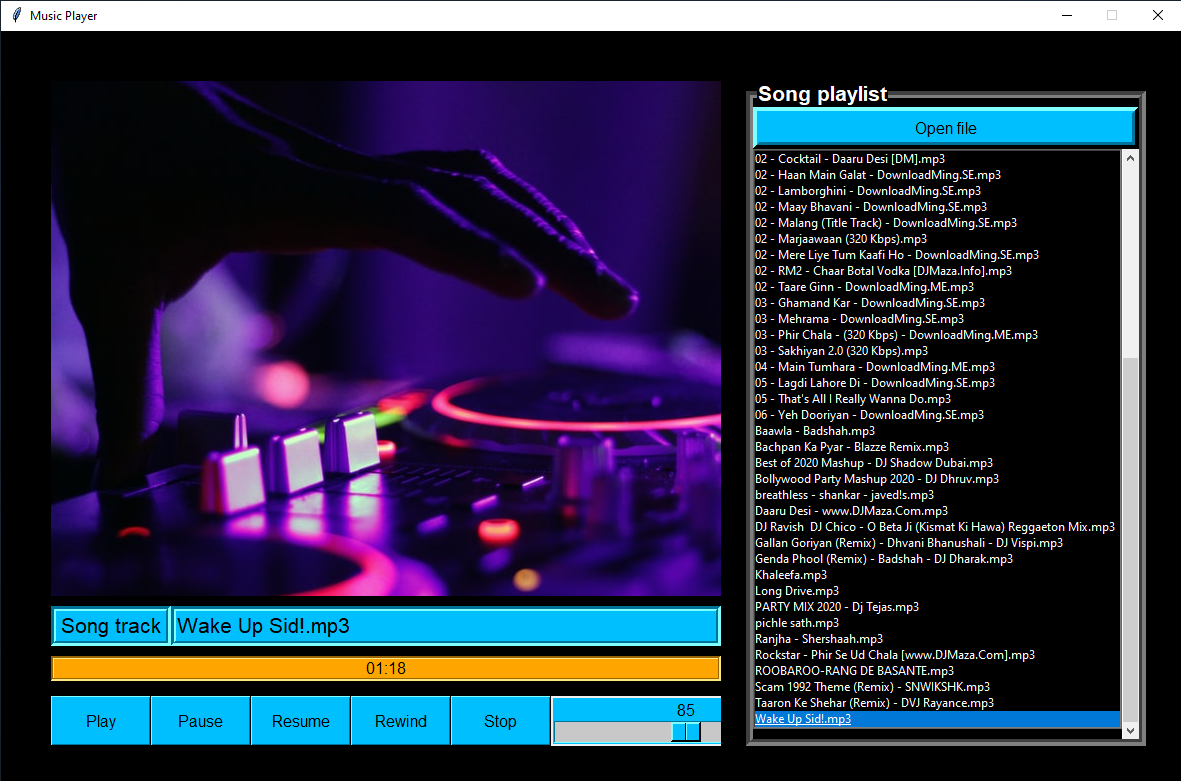 Music Player
Song playlist
Open file
02 - Cocktail - Daaru Desi [DM].mp3
02 - Haan Main Galat - DownloadMing.SE.mp3
02 - Lamborghini - DownloadMing.SE.mp3
02 - Maay Bhavani - DownloadMing.SE.mp3
02 - Malang (Title Track) - DownloadMing.SE.mp3
02 - Marjaawaan (320 Kbps).mp3
02 - Mere Liye Tum Kaafi Ho - DownloadMing.SE.mp3
02 - RM2 - Chaar Botal Vodka [DJMaza.Info].mp3
02 - Taare Ginn - DownloadMing.ME.mp3
03 - Ghamand Kar - DownloadMing.SE.mp3
03 - Mehrama - DownloadMing.SE.mp3
03 - Phir Chala - (320 Kbps) - DownloadMing.ME.mp3
03 - Sakhiyan 2.0 (320 Kbps).mp3
04 - Main Tumhara - DownloadMing.ME.mp3
05 - Lagdi Lahore Di - DownloadMing.SE.mp3
05 - That's All I Really Wanna Do.mp3
06 - Yeh Dooriyan - DownloadMing.SE.mp3
Baawla - Badshah.mp3
Bachpan Ka Pyar - Blazze Remix.mp3
Best of 2020 Mashup - DJ Shadow Dubai.mp3
Bollywood Party Mashup 2020 - DJ Dhruv.mp3
breathless - shankar - javed!s.mp3
Daaru Desi - www.DJMaza.Com.mp3
DJ Ravish  DJ Chico - O Beta Ji (Kismat Ki Hawa) Reggaeton Mix.mp3
Gallan Goriyan (Remix) - Dhvani Bhanushali - DJ Vispi.mp3
Genda Phool (Remix) - Badshah - DJ Dharak.mp3
Khaleefa.mp3
Long Drive.mp3
PARTY MIX 2020 - Dj Tejas.mp3
pichle sath.mp3
Ranjha - Shershaah.mp3
Rockstar - Phir Se Ud Chala [www.DJMaza.Com].mp3
ROOBAROO-RANG DE BASANTE.mp3
Scam 1992 Theme (Remix) - SNWIKSHK.mp3
Taaron Ke Shehar (Remix) - DVJ Rayance.mp3
Wake Up Sid!.mp3
Song track Wake Up Sid!.mp3
01:18
Play Pause Resume Rewind Stop 85